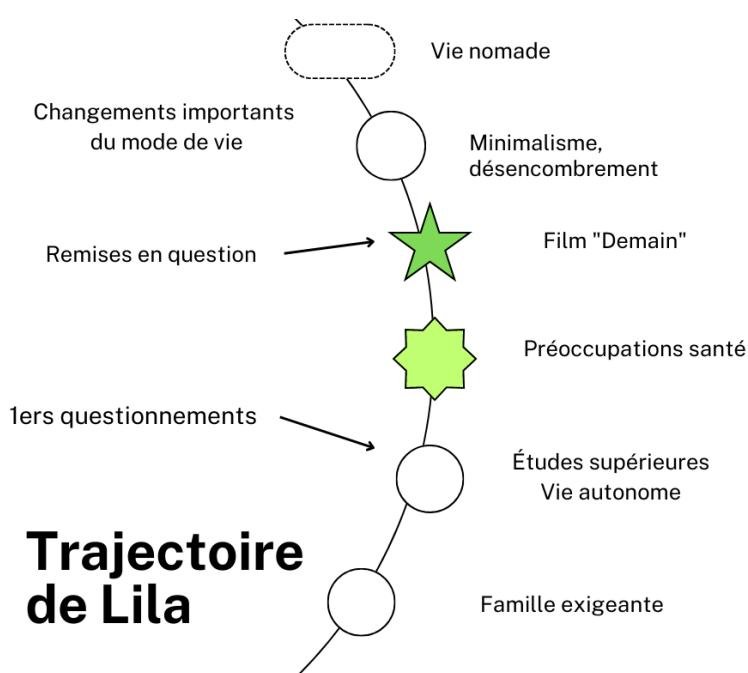 Vie nomade
Changements importants
du mode de vie
Minimalisme,
désencombrement
Film "Demain"
Remises en question
Préoccupations santé
1ers questionnements
Études supérieures
Vie autonome
Trajectoire
de Lila
Famille exigeante